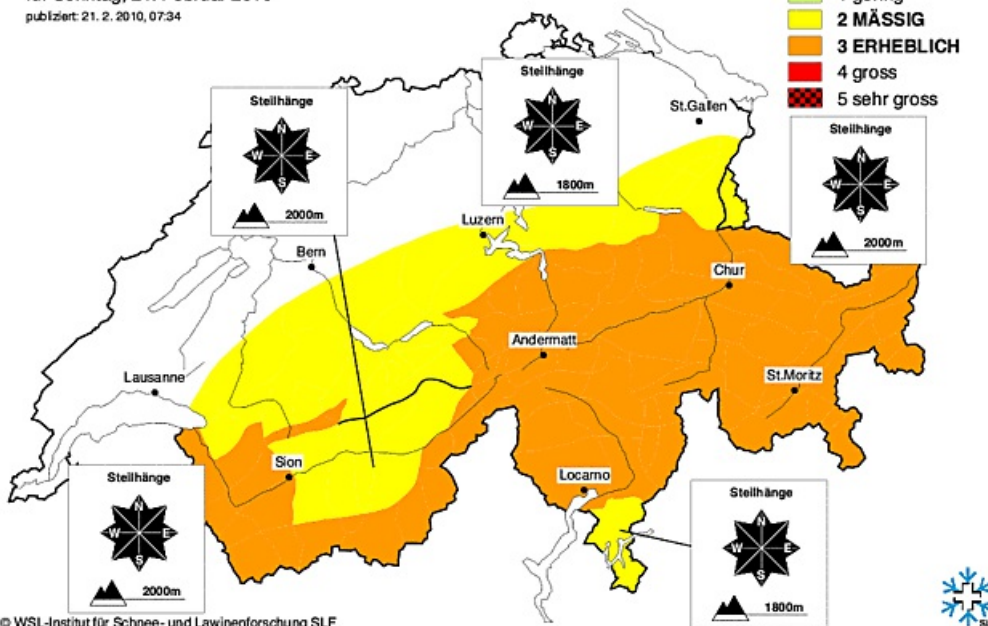 publiziert: 21. 2. 2010, 07:34
2 MÄSSIG
3 ERHEBLICH
4 gross
5 sehr gross
Steilhänge
N
W E
S
2000m
Steilhänge
N
W E
S
1800m
St.Gallen
Steilhänge
N
W E
S
2000m
Luzern
Bern
Chur
Andermatt
Lausanne
St.Moritz
Sion
Locarno
Steilhänge
N
W E
S
2000m
Steilhänge
N
W E
S
1800m
© WSL-Institut für Schnee- und Lawinenforschung SLF